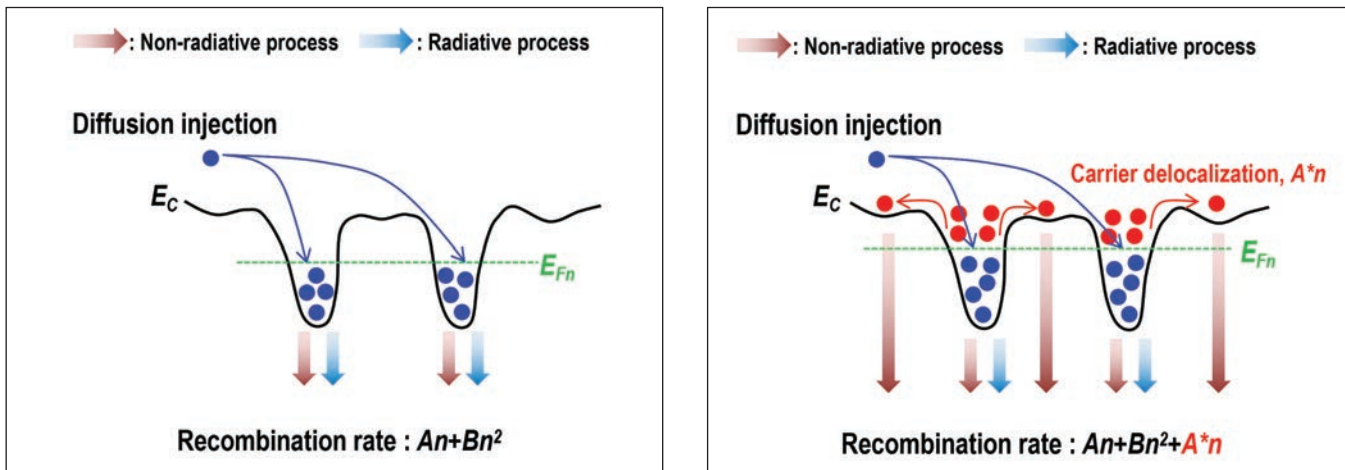 : Non-radiative process : Radiative process
Diffusion injection
E_C
E_Fn
Recombination rate : An+Bn²
: Non-radiative process : Radiative process
Diffusion injection
Carrier delocalization, A*n
E_C
E_Fn
Recombination rate : An+Bn²+A*n